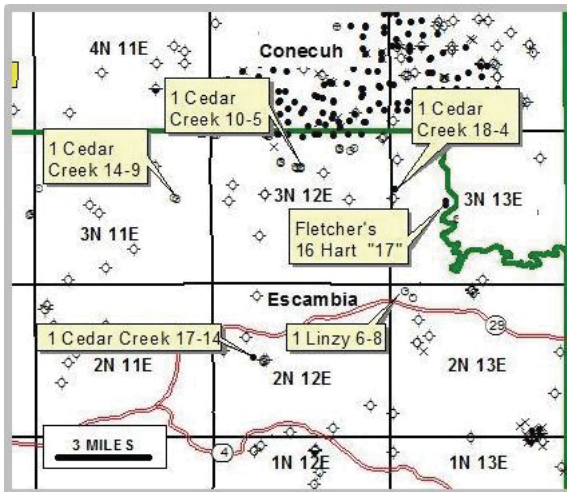 4N 11E
Conecuh
4N 13E
1 Cedar
Creek 10-5
1 Cedar
Creek 18-4
1 Cedar
Creek 14-9
3N 12E
3N 13E
3N 11E
Fletcher's
16 Hart "17"
Escambia
29
1 Cedar Creek 17-14
1 Linzy 6-8
2N 11E
2N 12E
2N 13E
3 MILES
4
1N 12E
1N 13E